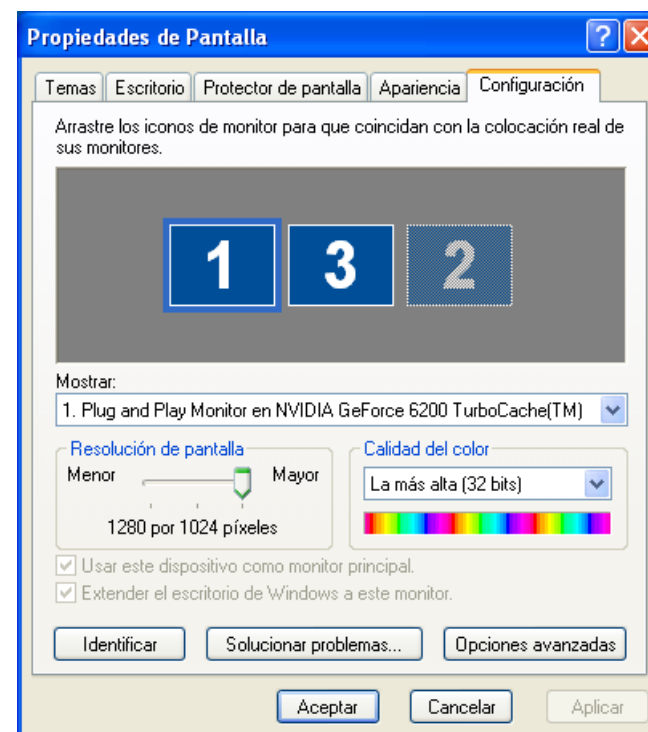 Propiedades de Pantalla
Temas Escritorio Protector de pantalla Apariencia Configuración
Arrastre los iconos de monitor para que coincidan con la colocación real de
sus monitores.
1 3 2
Mostrar:
1. Plug and Play Monitor en NVIDIA GeForce 6200 TurboCache(TM)
Resolución de pantalla
Menor Mayor
1280 por 1024 píxeles
Calidad del color
La más alta (32 bits)
Usar este dispositivo como monitor principal.
Extender el escritorio de Windows a este monitor.
Identificar Solucionar problemas... Opciones avanzadas
Aceptar Cancelar Aplicar